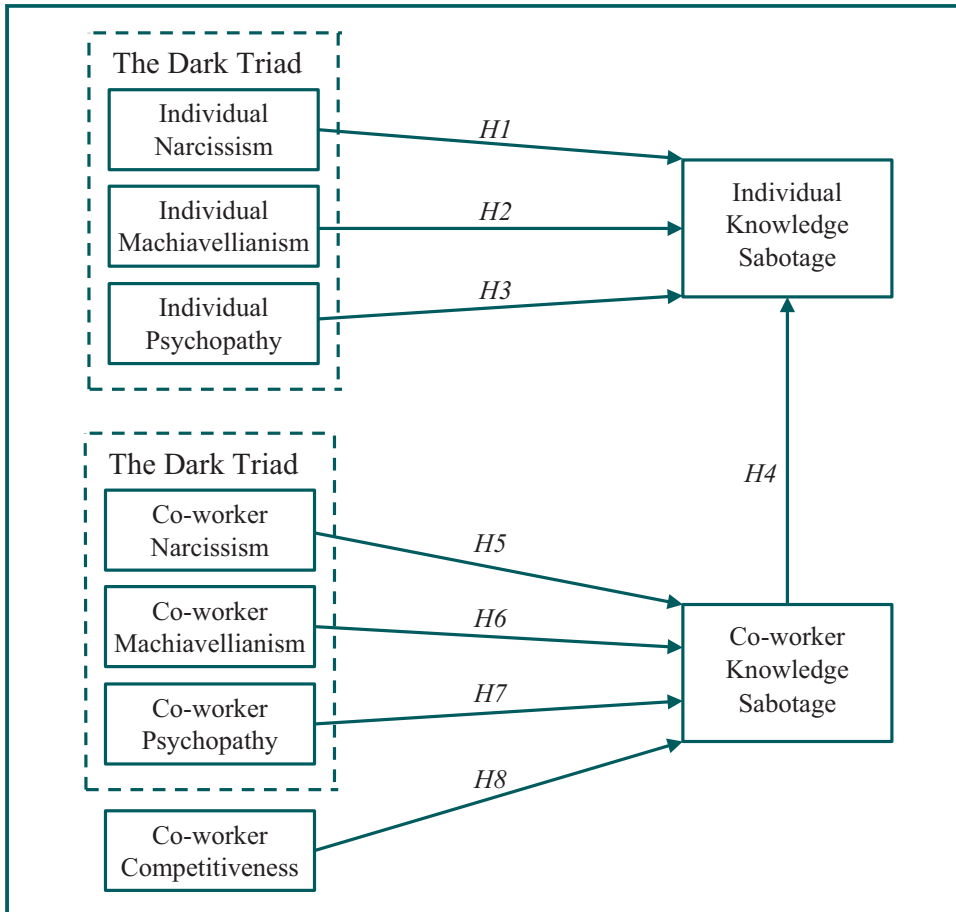 The Dark Triad
Individual
Narcissism
H1
Individual
Machiavellianism
H2
Individual
Psychopathy
H3
Individual
Knowledge
Sabotage
H4
The Dark Triad
Co-worker
Narcissism
H5
Co-worker
Machiavellianism
H6
Co-worker
Psychopathy
H7
Co-worker
Knowledge
Sabotage
H8
Co-worker
Competitiveness